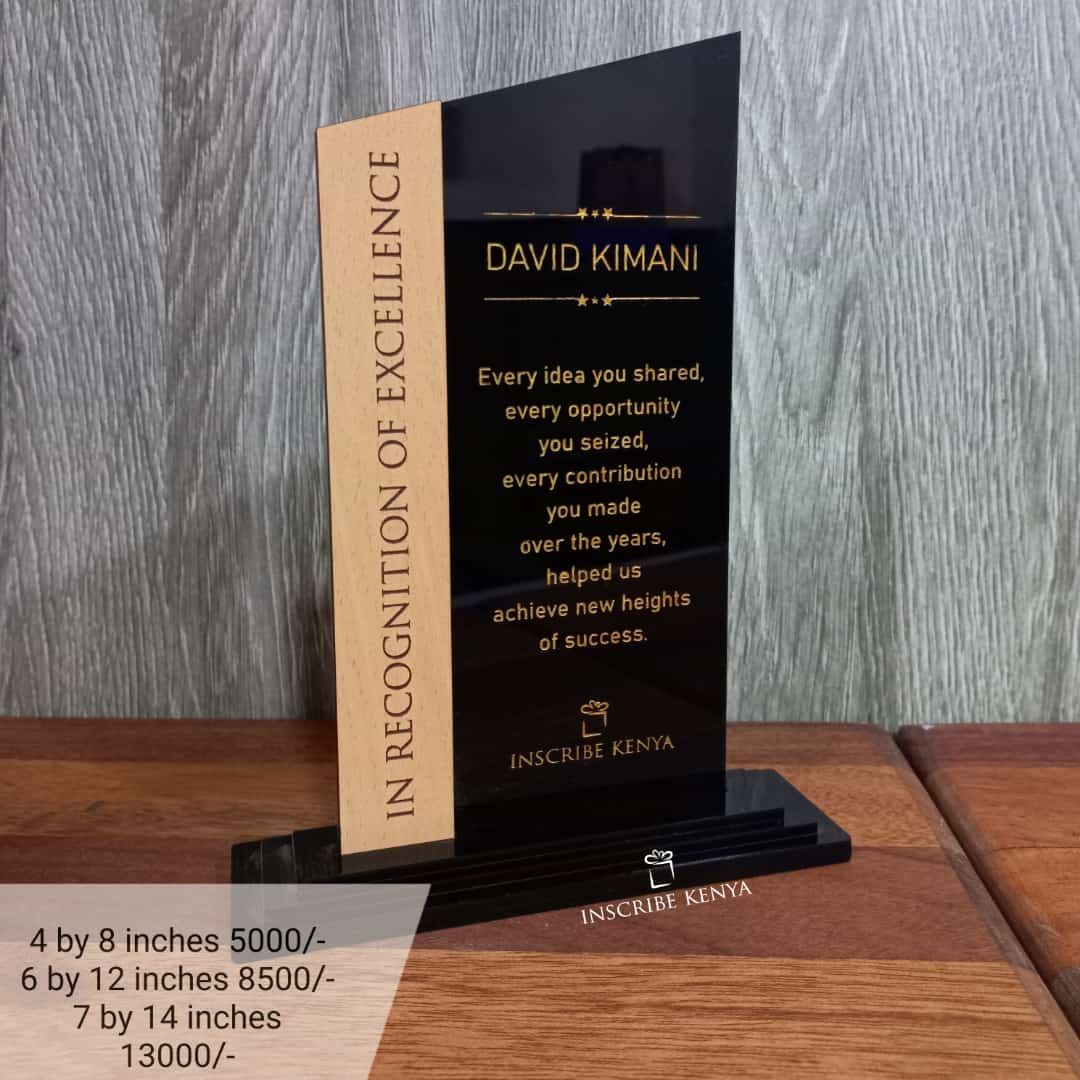 IN RECOGNITION OF EXCELLENCE
DAVID KIMANI
Every idea you shared,
every opportunity
you seized,
every contribution
you made
over the years,
helped us
achieve new heights
of success.
INSCRIBE KENYA
INSCRIBE KENYA
4 by 8 inches 5000/-
6 by 12 inches 8500/-
7 by 14 inches
13000/-